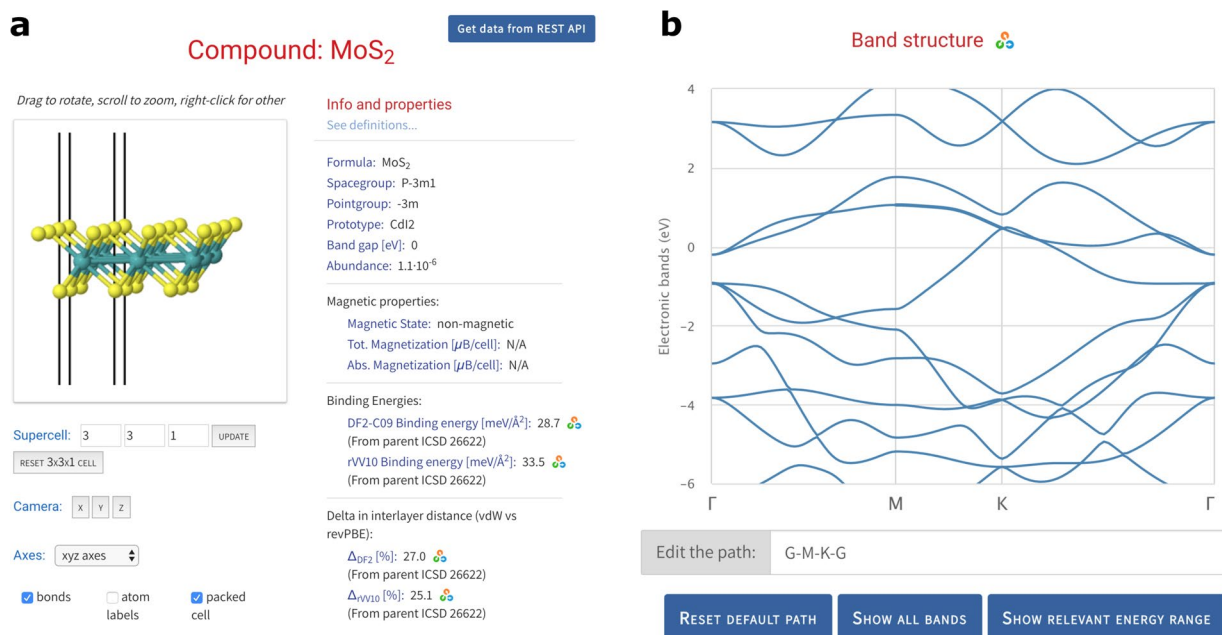 a
Get data from REST API
Compound: MoS2
Drag to rotate, scroll to zoom, right-click for other
Supercell: 3 3 1 UPDATE
RESET 3x3x1 CELL
Camera: X Y Z
Axes: xyz axes
bonds atom labels packed cell
Info and properties
See definitions...
Formula: MoS2
Spacegroup: P-3m1
Pointgroup: -3m
Prototype: CdI2
Band gap [eV]: 0
Abundance: 1.1·10-6
Magnetic properties:
Magnetic State: non-magnetic
Tot. Magnetization [μB/cell]: N/A
Abs. Magnetization [μB/cell]: N/A
Binding Energies:
DF2-C09 Binding energy [meV/Å2]: 28.7
(From parent ICSD 26622)
rVV10 Binding energy [meV/Å2]: 33.5
(From parent ICSD 26622)
Delta in interlayer distance (vdW vs
revPBE):
ΔDF2 [%]: 27.0
(From parent ICSD 26622)
ΔrVV10 [%]: 25.1
(From parent ICSD 26622)
b
Band structure
Electronic bands (eV)
4
2
0
−2
−4
−6
Γ M K Γ
Edit the path: G-M-K-G
RESET DEFAULT PATH SHOW ALL BANDS SHOW RELEVANT ENERGY RANGE